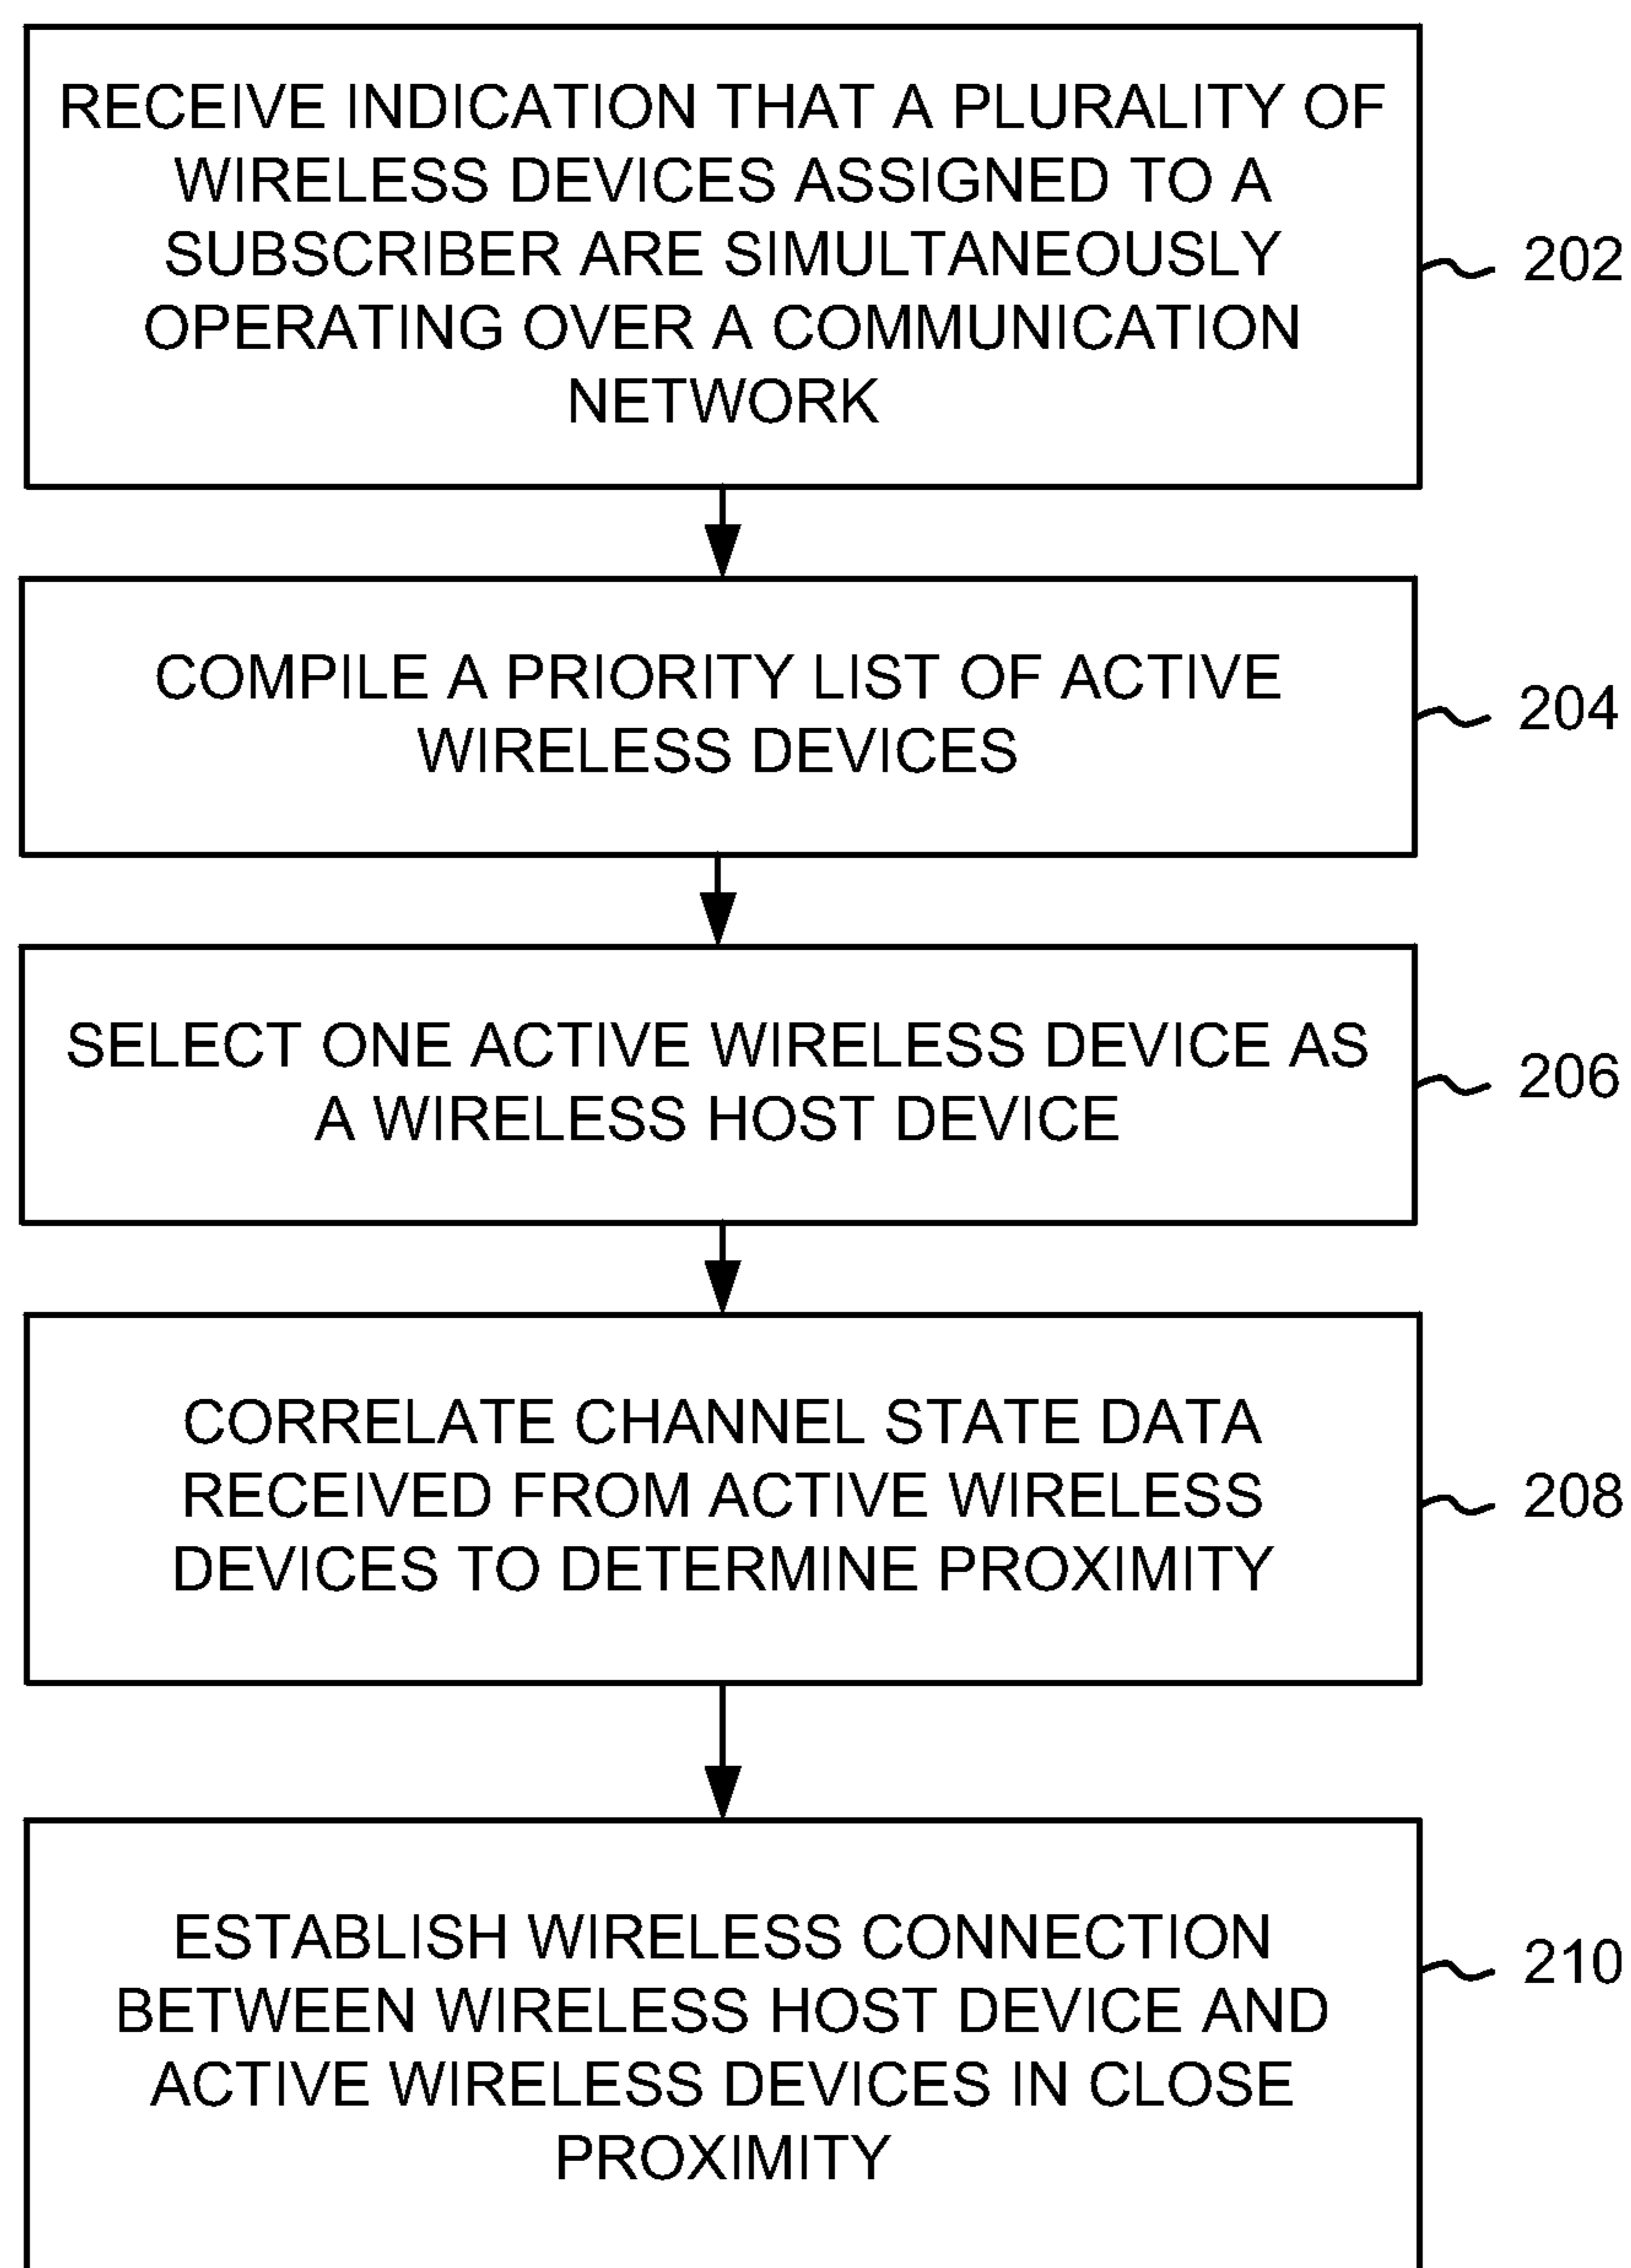 RECEIVE INDICATION THAT A PLURALITY OF
WIRELESS DEVICES ASSIGNED TO A
SUBSCRIBER ARE SIMULTANEOUSLY
OPERATING OVER A COMMUNICATION
NETWORK
202
COMPILE A PRIORITY LIST OF ACTIVE
WIRELESS DEVICES
204
SELECT ONE ACTIVE WIRELESS DEVICE AS
A WIRELESS HOST DEVICE
206
CORRELATE CHANNEL STATE DATA
RECEIVED FROM ACTIVE WIRELESS
DEVICES TO DETERMINE PROXIMITY
208
ESTABLISH WIRELESS CONNECTION
BETWEEN WIRELESS HOST DEVICE AND
ACTIVE WIRELESS DEVICES IN CLOSE
PROXIMITY
210